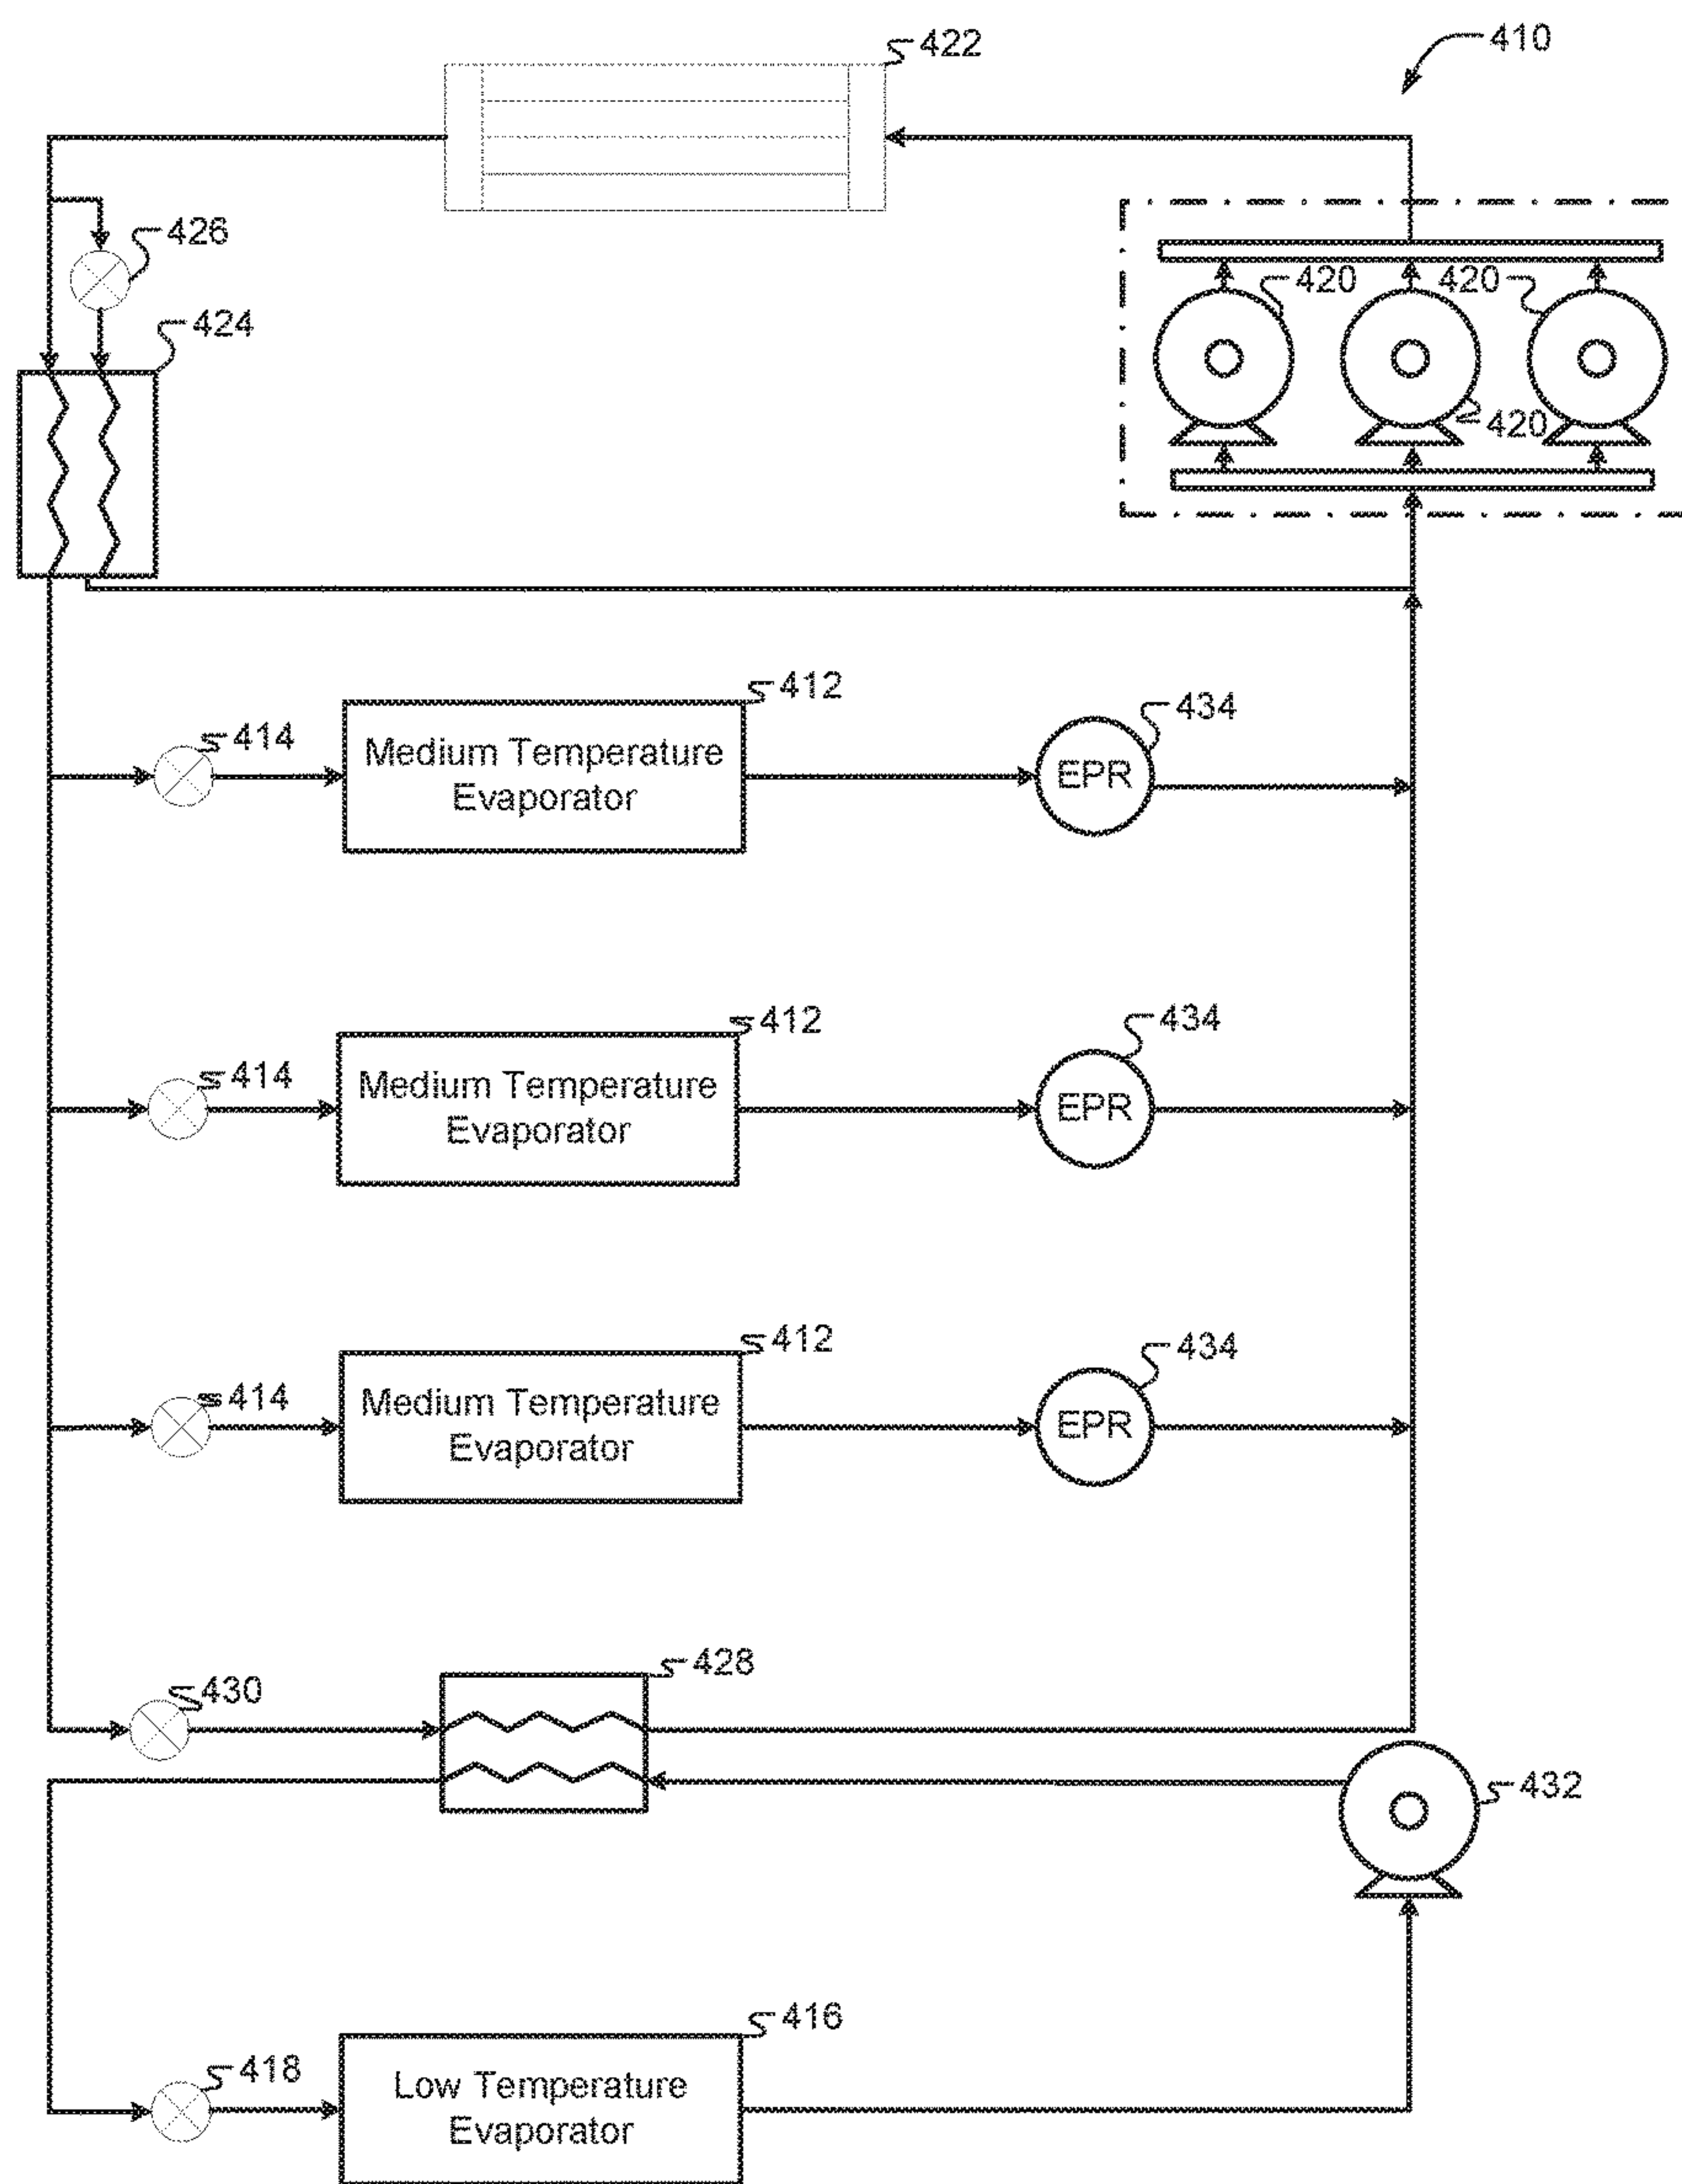 422
410
426
420
420
424
420
412
434
414
Medium Temperature
Evaporator
EPR
412
434
414
Medium Temperature
Evaporator
EPR
412
434
414
Medium Temperature
Evaporator
EPR
428
430
432
416
418
Low Temperature
Evaporator